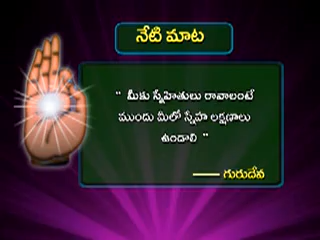 నేటి మాట
" మీకు స్నేహితులు రావాలంటే
ముందు మీలో స్నేహ లక్షణాలు
ఉండాలి "
—— గురుదేవ